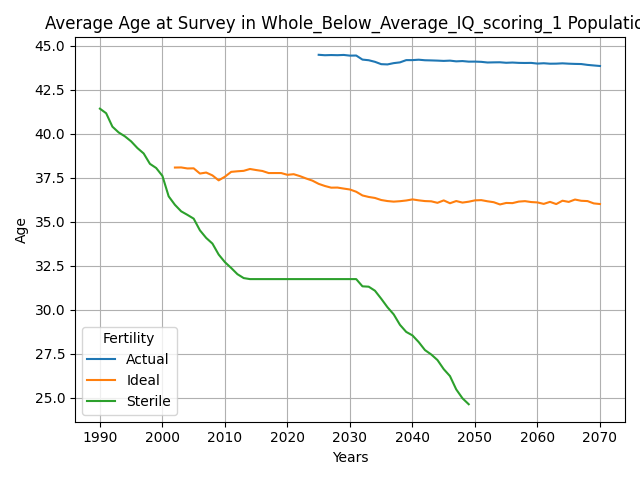 Average Age at Survey in Whole_Below_Average_IQ_scoring_1 Populatio
45.0
42.5
40.0
37.5
35.0
32.5
30.0
27.5
25.0
Age
Fertility
Actual
Ideal
Sterile
1990 2000 2010 2020 2030 2040 2050 2060 2070
Years